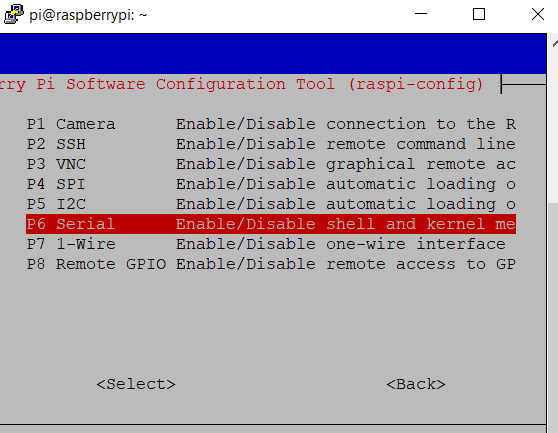 pi@raspberrypi: ~
rry Pi Software Configuration Tool (raspi-config)
P1 Camera Enable/Disable connection to the R
P2 SSH Enable/Disable remote command line
P3 VNC Enable/Disable graphical remote ac
P4 SPI Enable/Disable automatic loading o
P5 I2C Enable/Disable automatic loading o
P6 Serial Enable/Disable shell and kernel me
P7 1-Wire Enable/Disable one-wire interface
P8 Remote GPIO Enable/Disable remote access to GP
<Select> <Back>